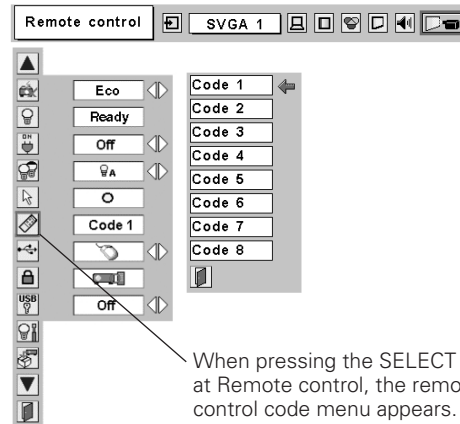 Remote control
SVGA 1
Eco
Ready
Off
A
Code 1
Off
ON
USB
Code 1
Code 2
Code 3
Code 4
Code 5
Code 6
Code 7
Code 8
When pressing the SELECT
at Remote control, the remo
control code menu appears.